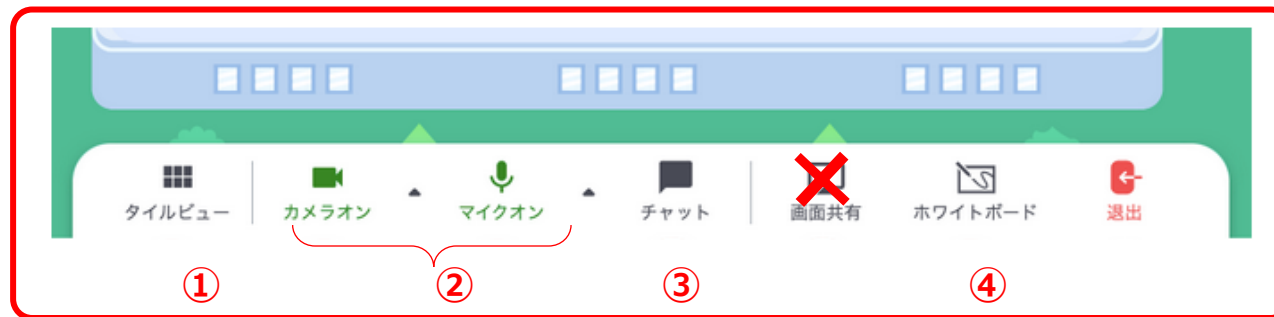 タイルビュー カメラオン マイクオン チャット 画面共有 ホワイトボード 退出
① ② ③ ④